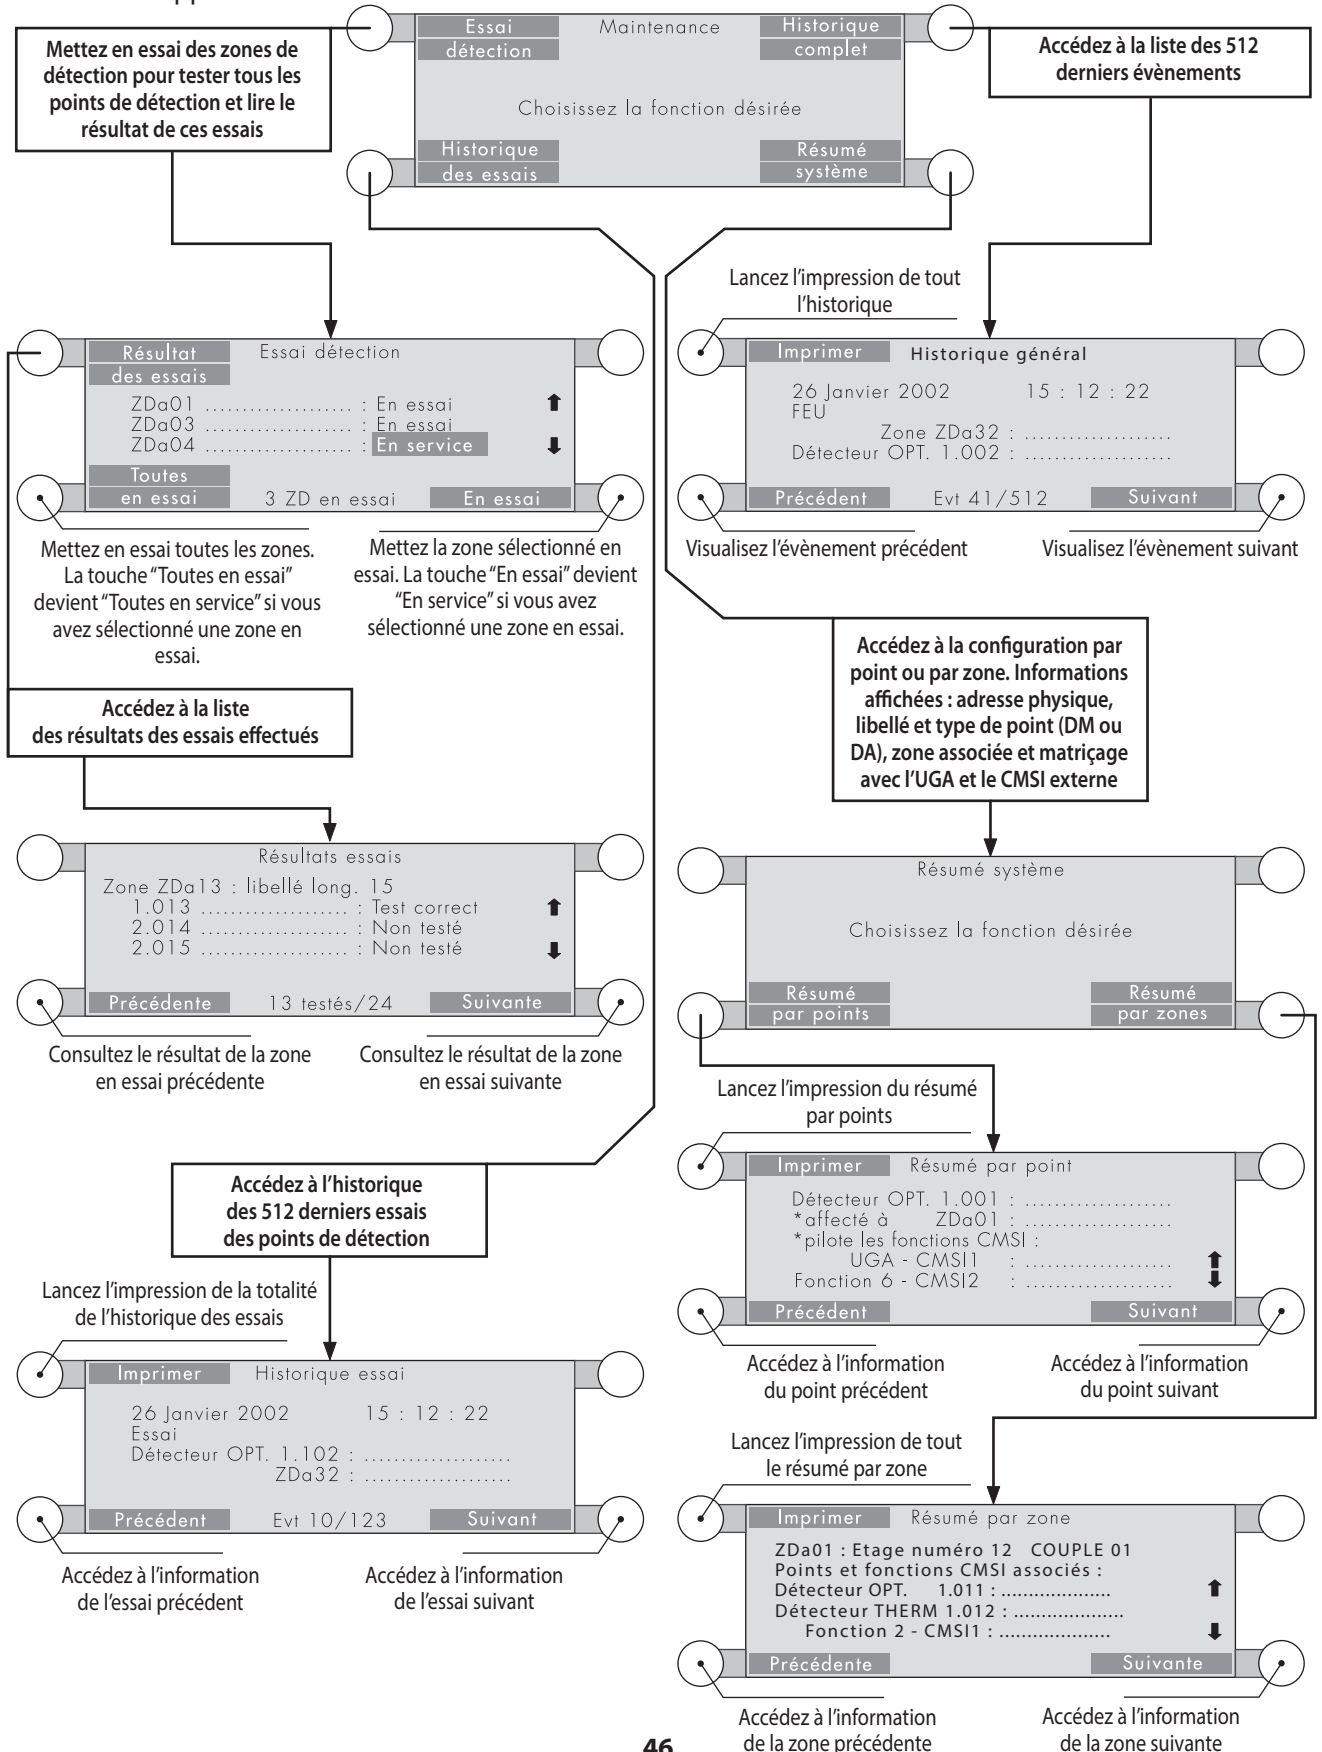 Essai
détection
Maintenance
Historique
complet
Choisissez la fonction désirée
Historique
des essais
Résumé
système
Mettez en essai des zones de
détection pour tester tous les
points de détection et lire le
résultat de ces essais
Accédez à la liste des 512
derniers évènements
Résultat
des essais
Essai détection
ZDa01 .................... : En essai
ZDa03 .................... : En essai
ZDa04 .................... : En service
Toutes
en essai
3 ZD en essai
En essai
Mettez en essai toutes les zones.
La touche “Toutes en essai”
devient “Toutes en service” si vous
avez sélectionné une zone en
essai.
Mettez la zone sélectionné en
essai. La touche “En essai” devient
“En service” si vous avez
sélectionné une zone en essai.
Lancez l’impression de tout
l’historique
Imprimer
Historique général
26 Janvier 2002 15 : 12 : 22
FEU
Zone ZDa32 : ....................
Détecteur OPT. 1.002 : ....................
Précédent
Evt 41/512
Suivant
Visualisez l’évènement précédent
Visualisez l’évènement suivant
Accédez à la liste
des résultats des essais effectués
Accédez à la configuration par
point ou par zone. Informations
affichées : adresse physique,
libellé et type de point (DM ou
DA), zone associée et matriçage
avec l’UGA et le CMSI externe
Résultats essais
Zone ZDa13 : libellé long. 15
1.013 .................... : Test correct
2.014 .................... : Non testé
2.015 .................... : Non testé
Précédente
13 testés/24
Suivante
Consultez le résultat de la zone
en essai précédente
Consultez le résultat de la zone
en essai suivante
Résumé système
Choisissez la fonction désirée
Résumé
par points
Résumé
par zones
Lancez l’impression du résumé
par points
Imprimer
Résumé par point
Détecteur OPT. 1.001 : ....................
*affecté à ZDa01 : ....................
*pilote les fonctions CMSI :
UGA - CMSI1 : ....................
Fonction 6 - CMSI2 : ....................
Précédent
Suivant
Accédez à l’information
du point précédent
Accédez à l’information
du point suivant
Accédez à l’historique
des 512 derniers essais
des points de détection
Lancez l’impression de la totalité
de l’historique des essais
Imprimer
Historique essai
26 Janvier 2002 15 : 12 : 22
Essai
Détecteur OPT. 1.102 : ....................
ZDa32 : ....................
Précédent
Evt 10/123
Suivant
Accédez à l’information
de l’essai précédent
Accédez à l’information
de l’essai suivant
Lancez l’impression de tout
le résumé par zone
Imprimer
Résumé par zone
ZDa01 : Etage numéro 12 COUPLE 01
Points et fonctions CMSI associés :
Détecteur OPT. 1.011 : ....................
Détecteur THERM 1.012 : ....................
Fonction 2 - CMSI1 : ....................
Précédente
Suivante
Accédez à l’information
de la zone précédente
Accédez à l’information
de la zone suivante
46